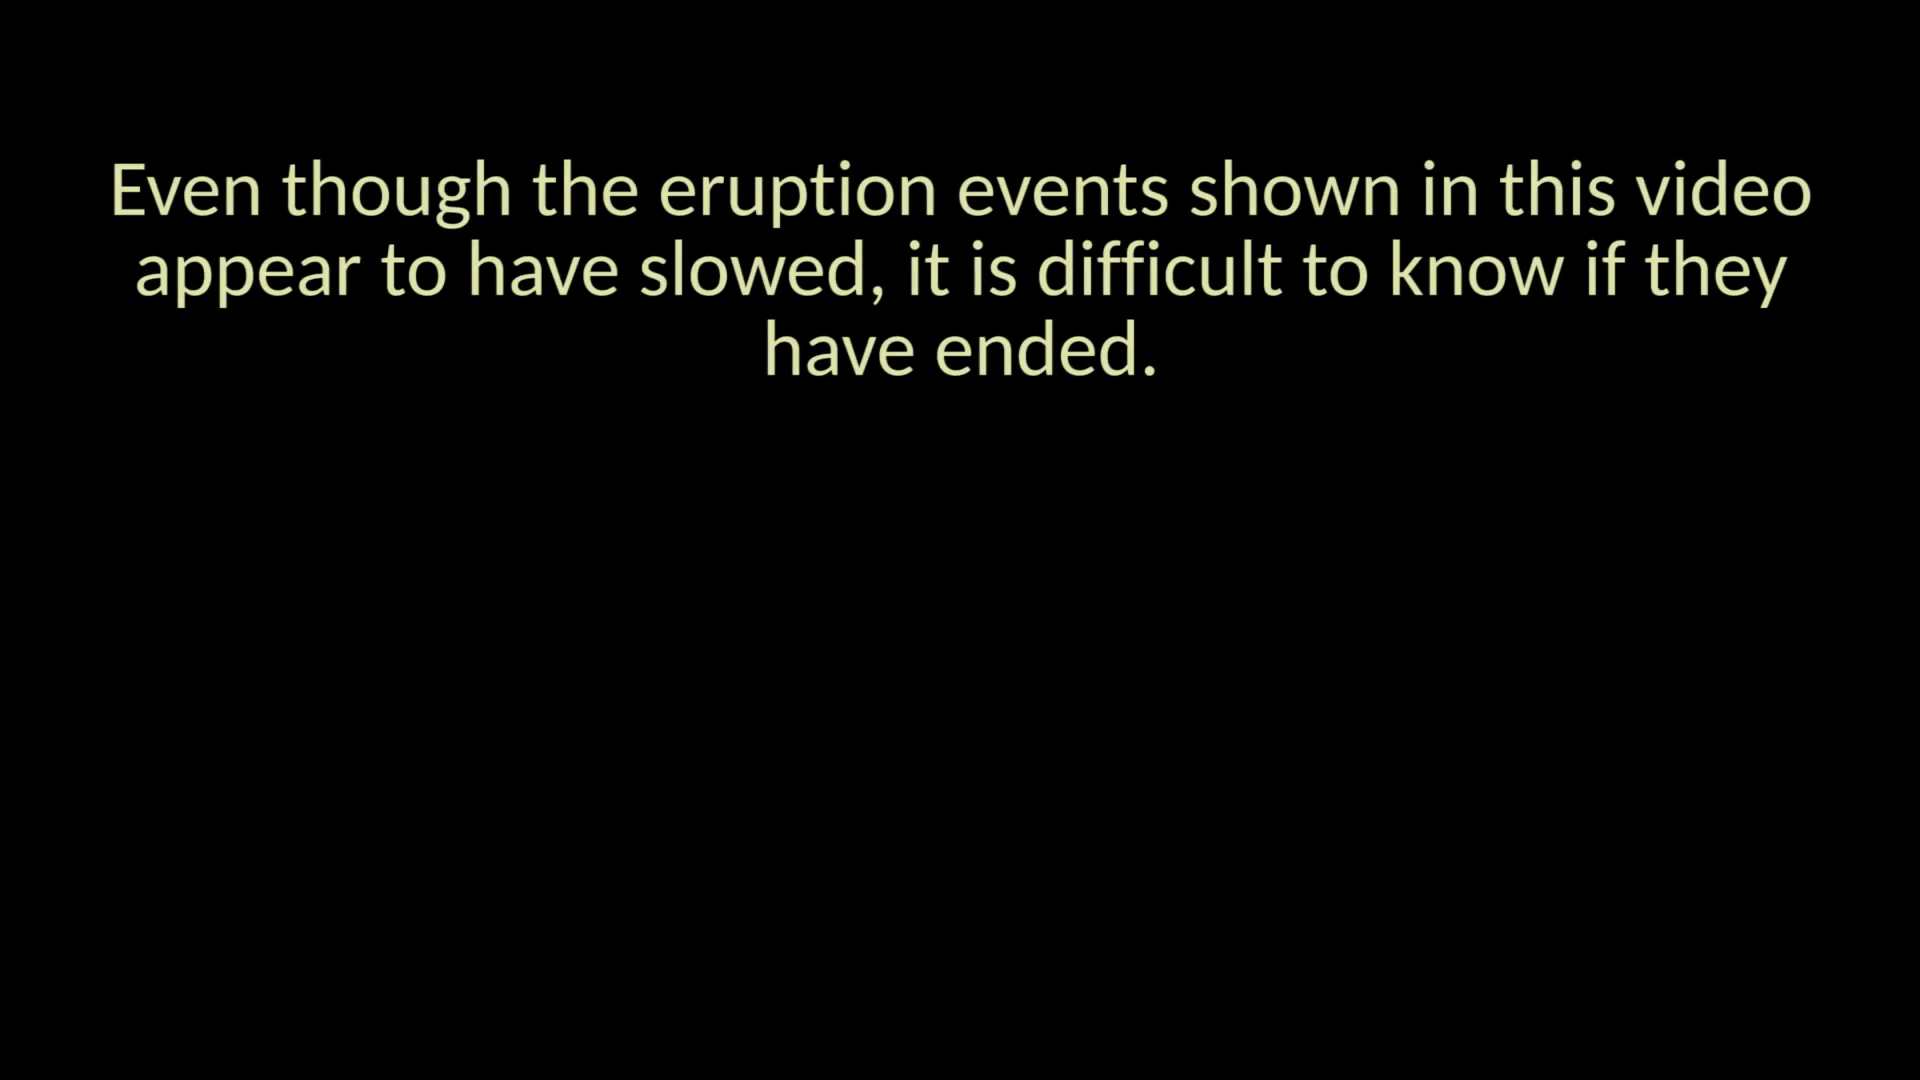 Even though the eruption events shown in this video
appear to have slowed, it is difficult to know if they
have ended.